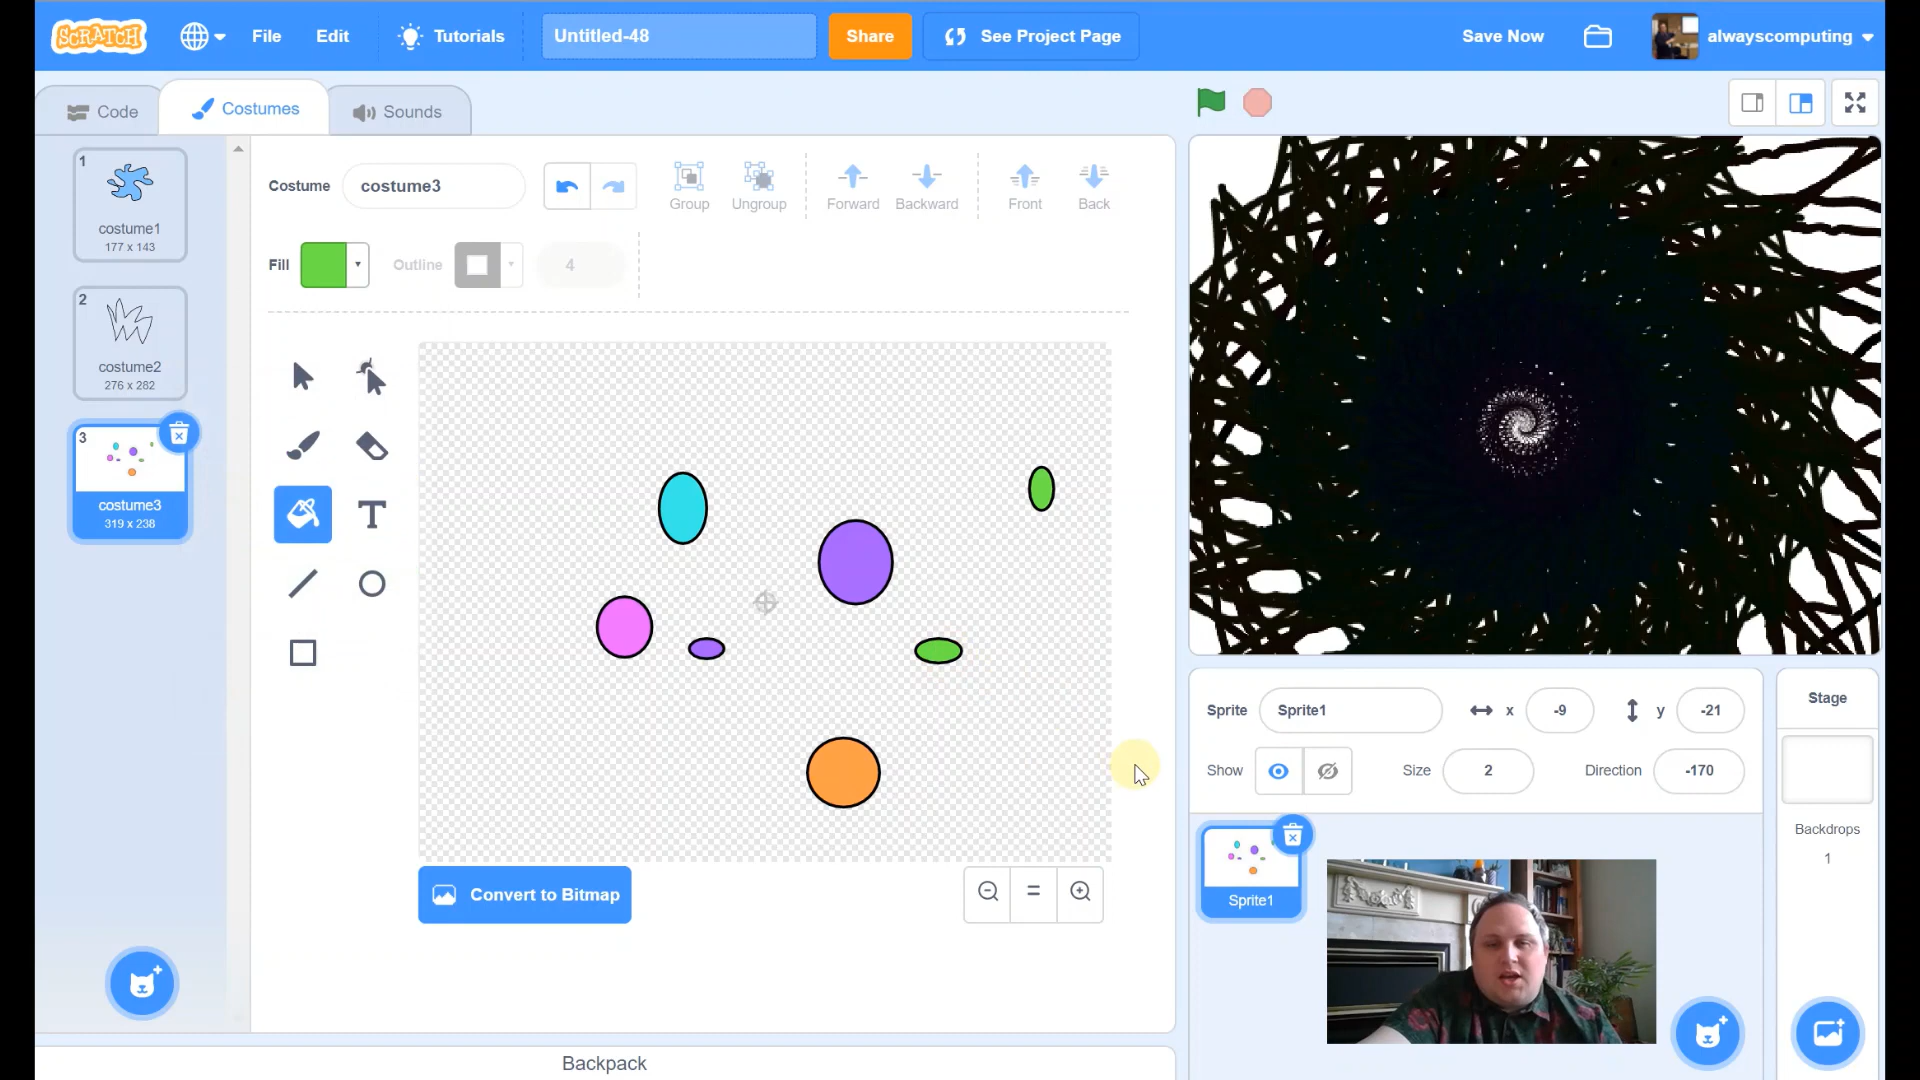 SCRATCH File Edit Tutorials Untitled-48 Share See Project Page Save Now alwayscomputing
Code Costumes Sounds
1
costume1
177 x 143
2
costume2
276 x 282
3
costume3
319 x 238
Costume costume3 Group Ungroup Forward Backward Front Back
Fill Outline 4
T
Convert to Bitmap
Sprite Sprite1 x -9 y -21
Show Size 2 Direction -170
Sprite1
Stage
Backdrops
1
Backpack